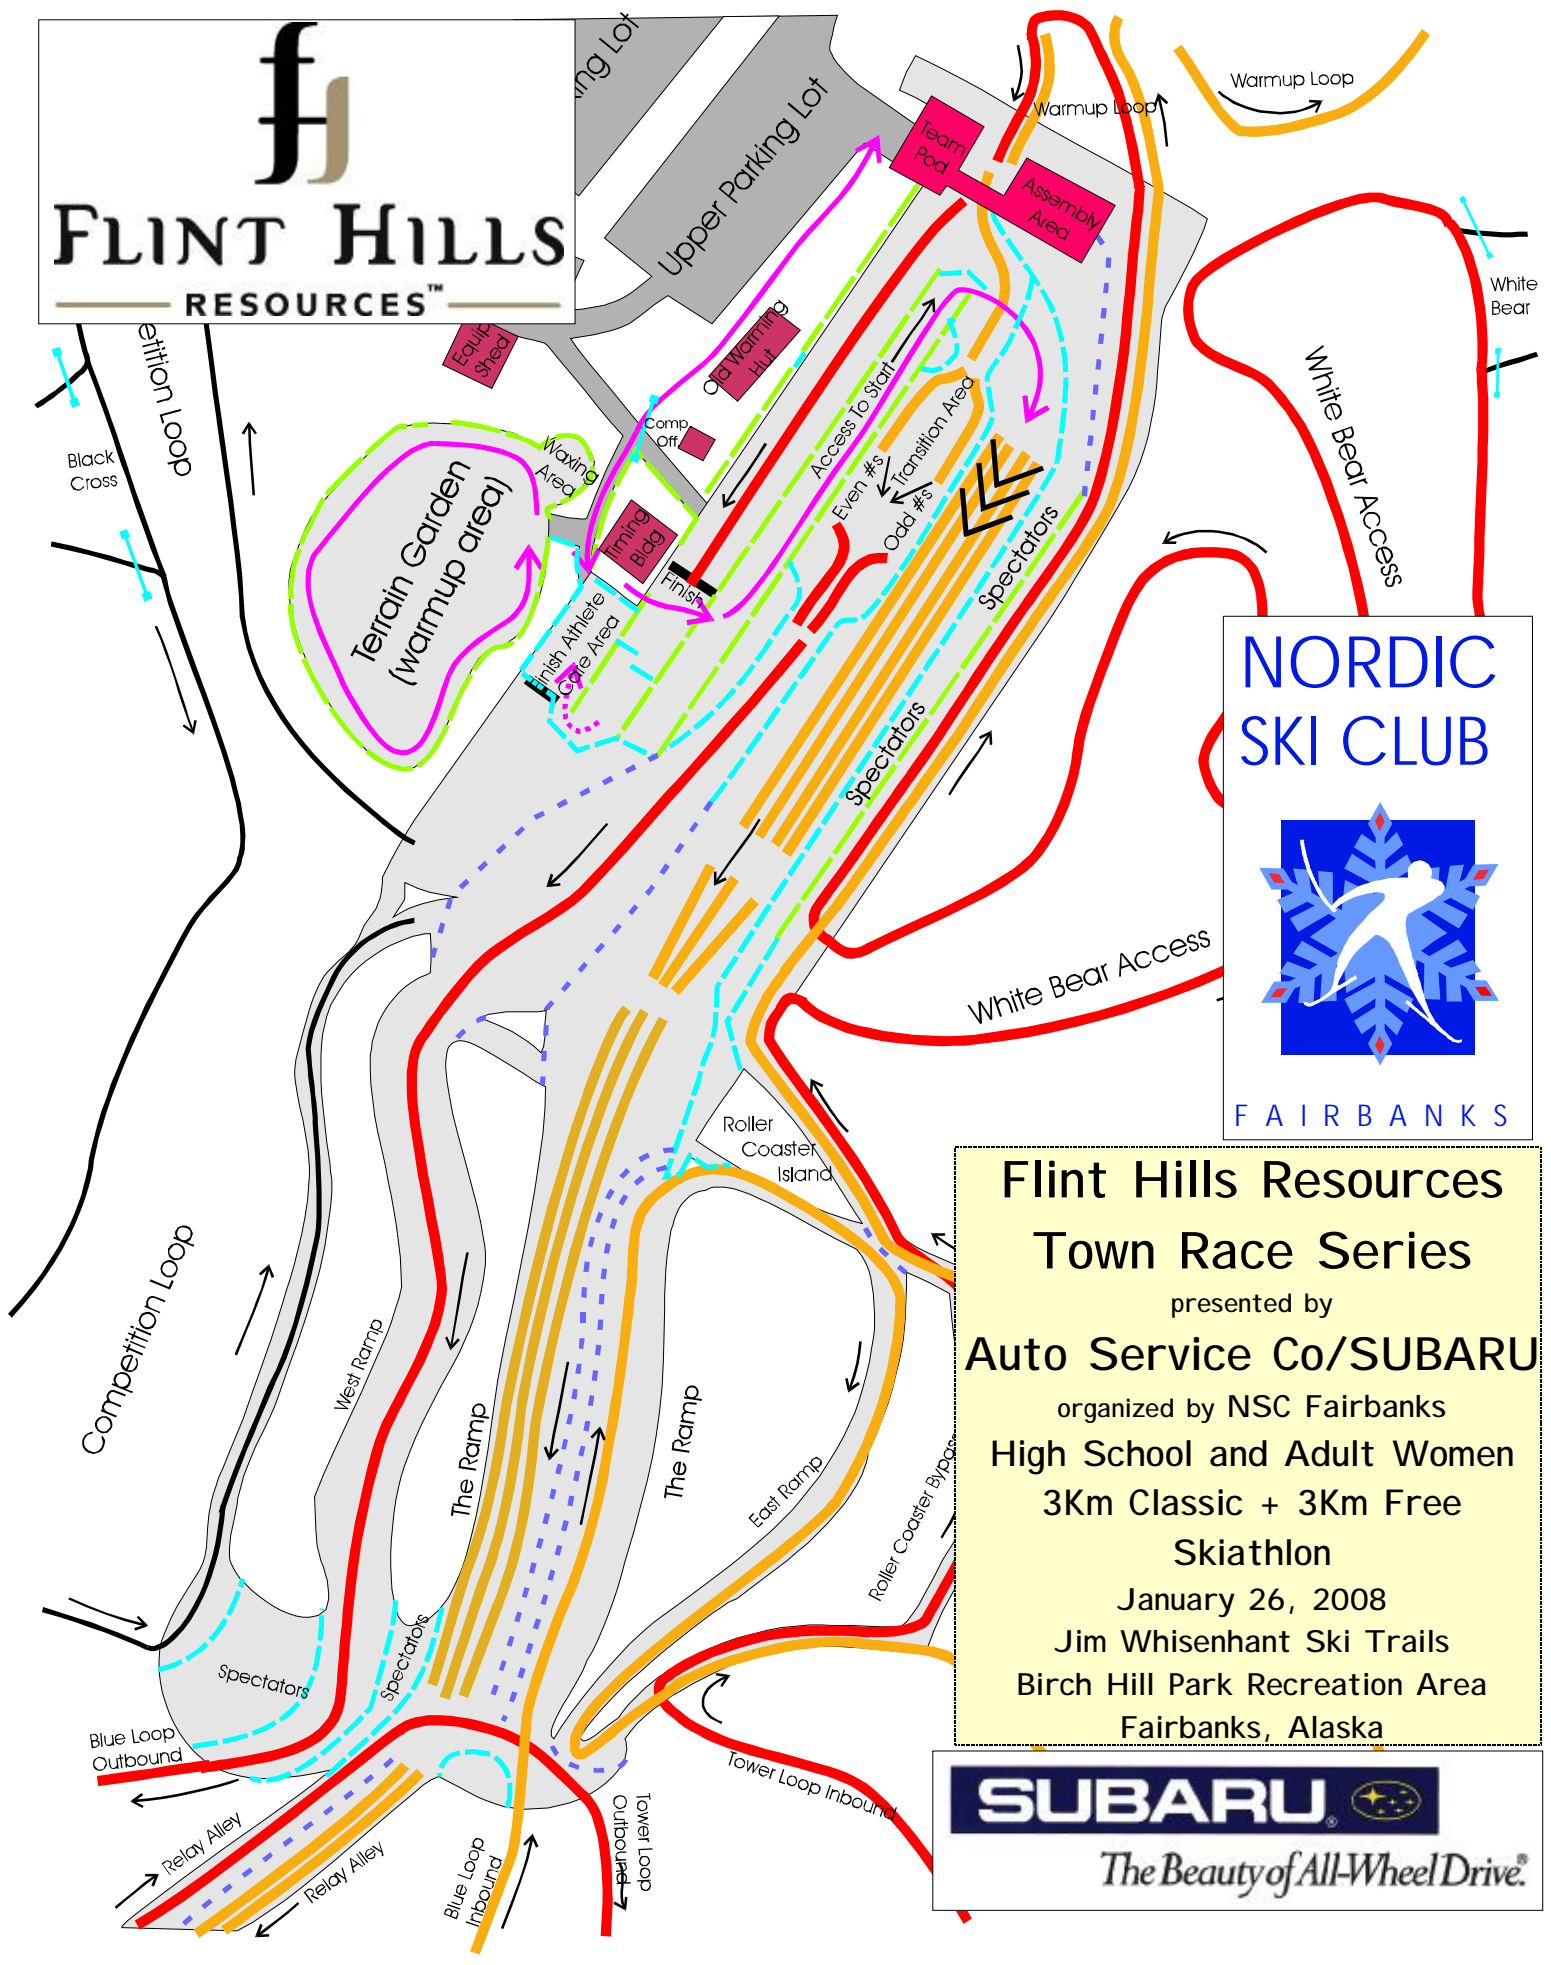 FLINT HILLS
RESOURCES™
ing Lot
Upper Parking Lot
Team
Pod
Assembly
Area
Warmup Loop
Warmup Loop
White
Bear
White Bear Access
Old Warming
Hut
Equip
Shed
Comp
Off.
etition Loop
Black
Cross
Waxing
Area
Terrain Garden
(warmup area)
Timing
Bldg
Finish
Finish Athlete
Care Area
Access To Start
Transition Area
Even #s
Odd #s
Spectators
Spectators
White Bear Access
NORDIC
SKI CLUB
FAIRBANKS
Roller
Coaster
Island
Competition Loop
West Ramp
The Ramp
The Ramp
East Ramp
Roller Coaster Bypas
Spectators
Spectators
Blue Loop
Outbound
Relay Alley
Relay Alley
Blue Loop
Inbound
Tower Loop
Outbound
Tower Loop Inbound
Flint Hills Resources
Town Race Series
presented by
Auto Service Co/SUBARU
organized by NSC Fairbanks
High School and Adult Women
3Km Classic + 3Km Free
Skiathlon
January 26, 2008
Jim Whisenhant Ski Trails
Birch Hill Park Recreation Area
Fairbanks, Alaska
SUBARU®
The Beauty of All-Wheel Drive.®